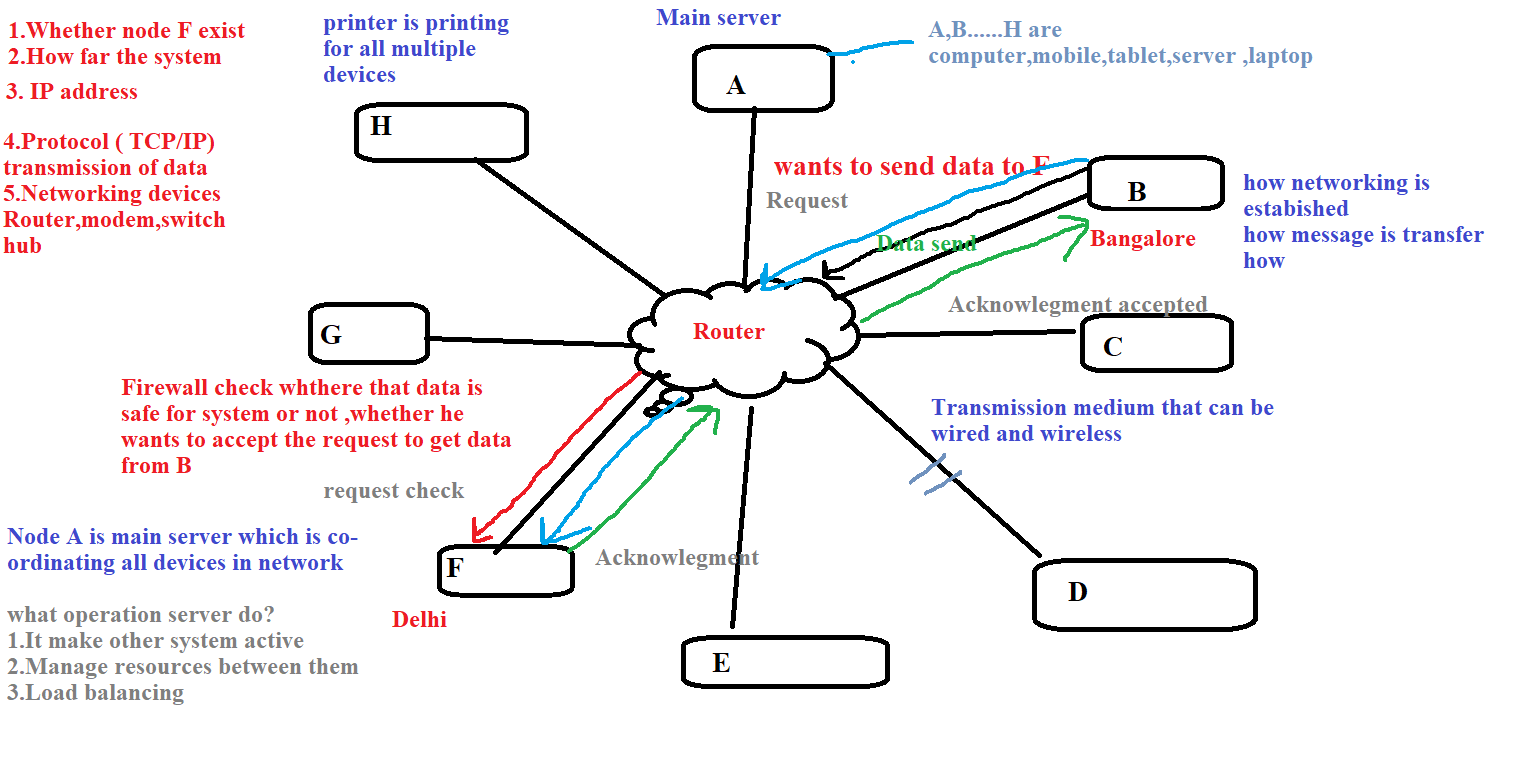 1.Whether node F exist
2.How far the system
3. IP address
4.Protocol ( TCP/IP)
transmission of data
5.Networking devices
Router,modem,switch
hub
printer is printing
for all multiple
devices
H
Main server
A
A,B......H are
computer,mobile,tablet,server ,laptop
wants to send data to F
Request
B
Data send
Bangalore
how networking is
estabished
how message is transfer
how
Acknowlegment accepted
Router
G
C
Firewall check whthere that data is
safe for system or not ,whether he
wants to accept the request to get data
from B
request check
Transmission medium that can be
wired and wireless
Node A is main server which is co-
ordinating all devices in network
F
Acknowlegment
Delhi
D
E
what operation server do?
1.It make other system active
2.Manage resources between them
3.Load balancing